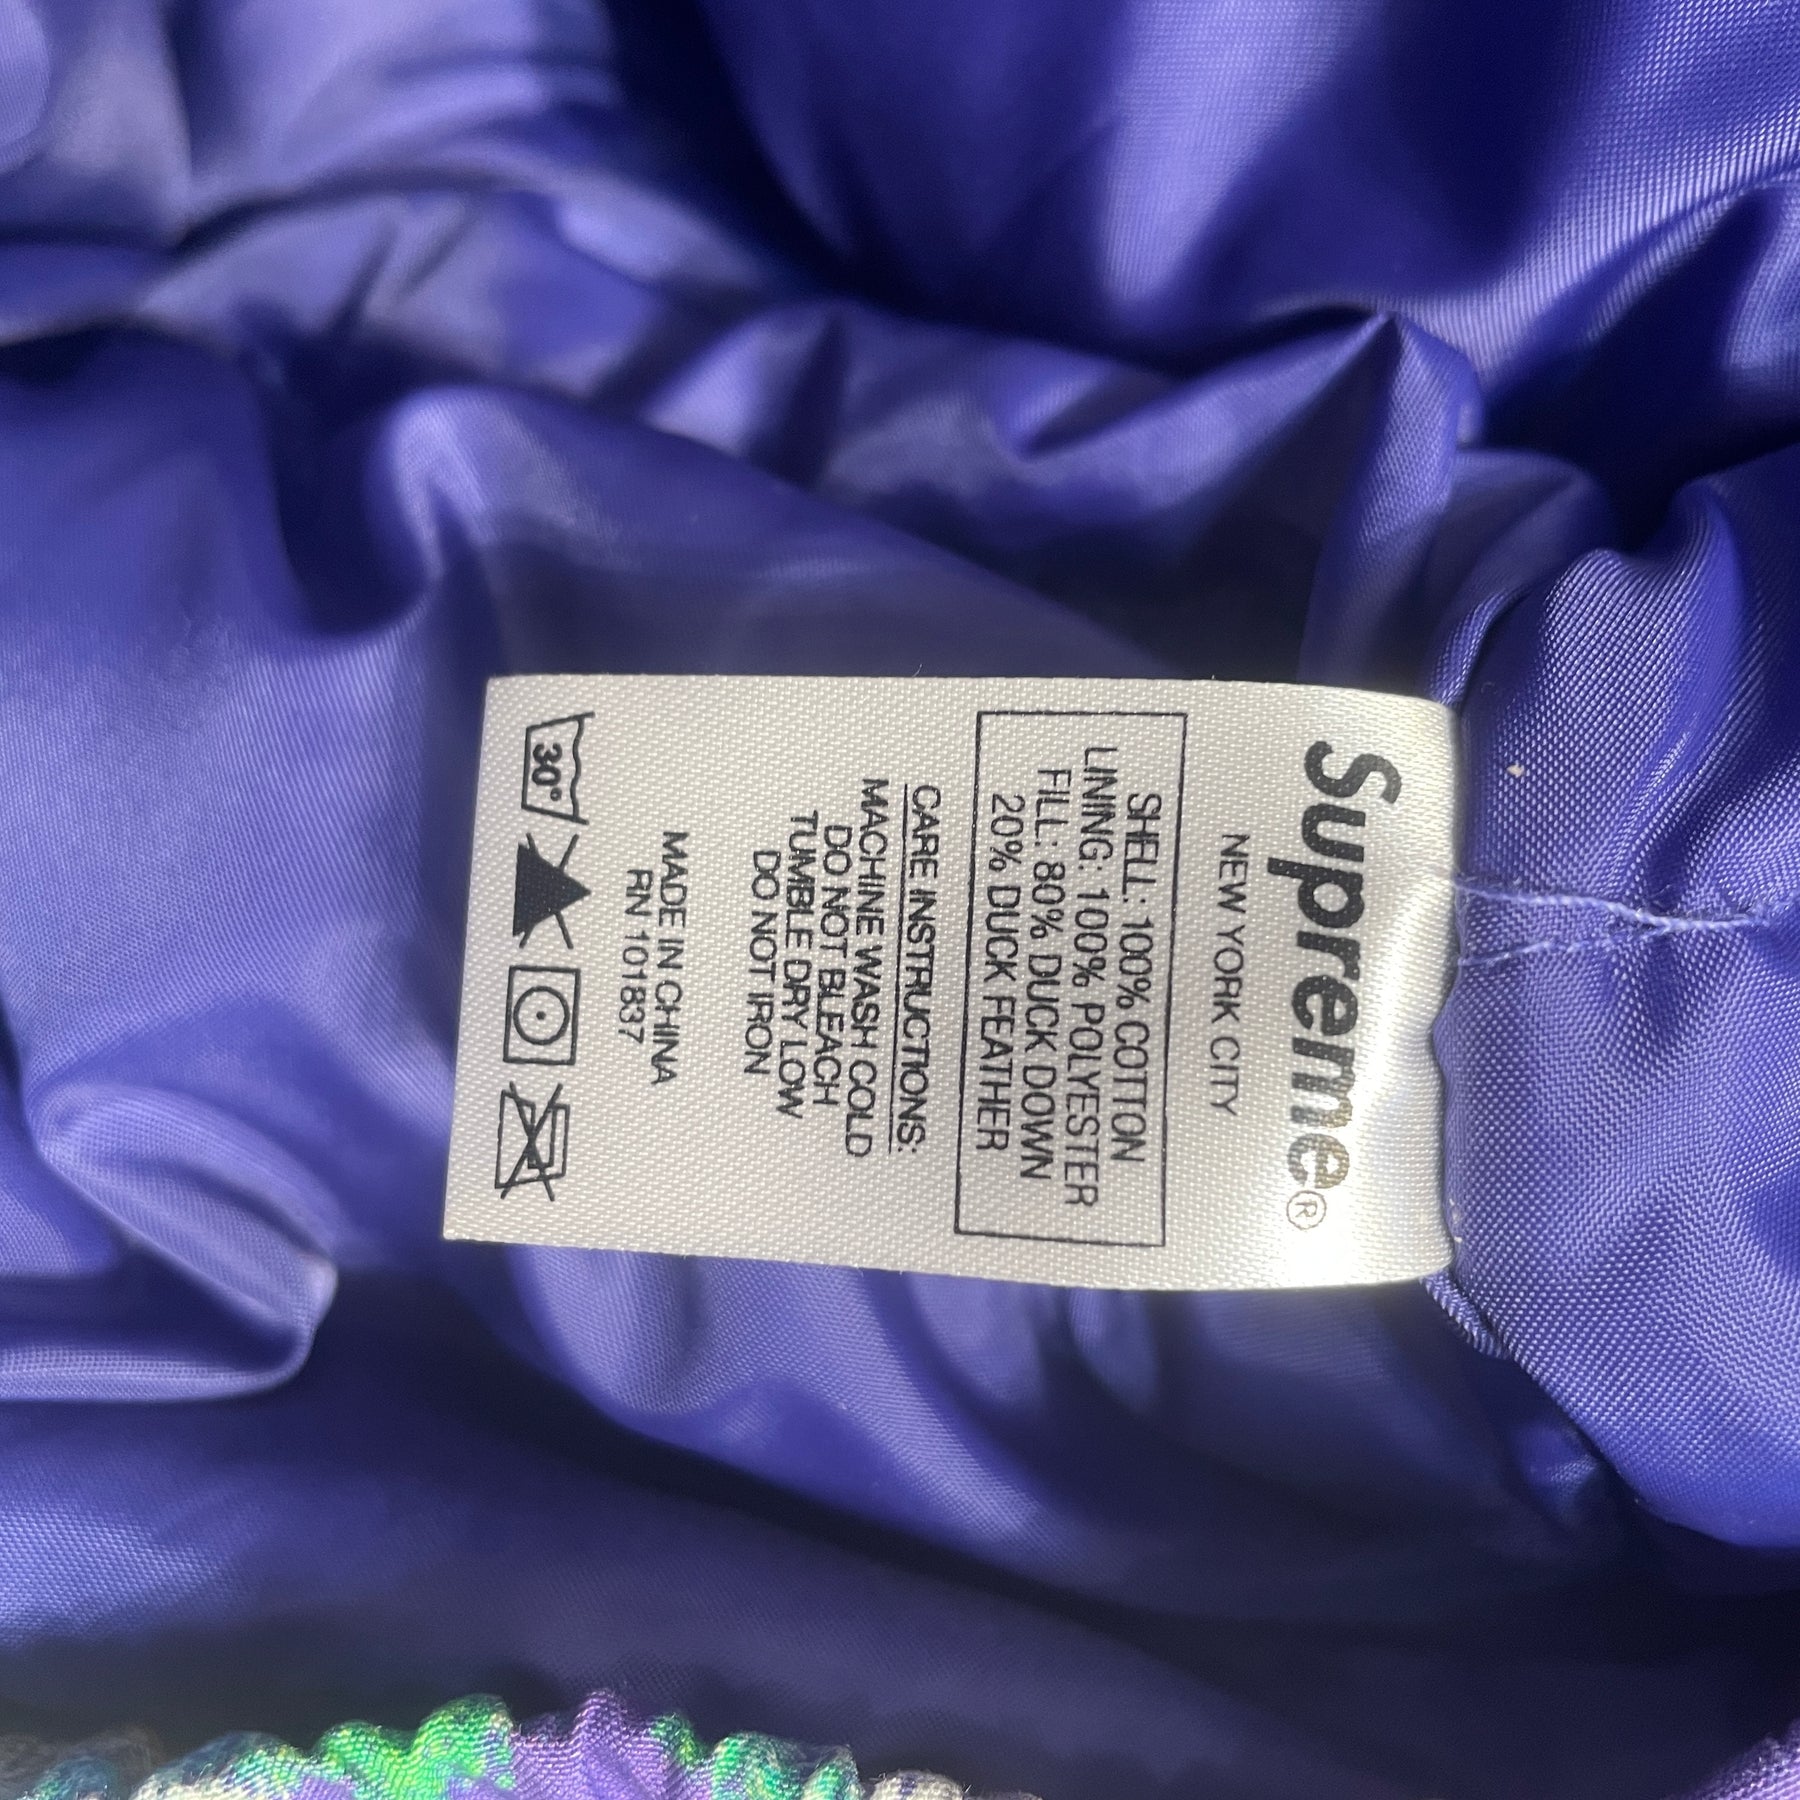 Supreme®
NEW YORK CITY
SHELL: 100% COTTON
LINING: 100% POLYESTER
FILL: 80% DUCK DOWN
20% DUCK FEATHER
CARE INSTRUCTIONS:
MACHINE WASH COLD
DO NOT BLEACH
TUMBLE DRY LOW
DO NOT IRON
MADE IN CHINA
RN 101837
30°